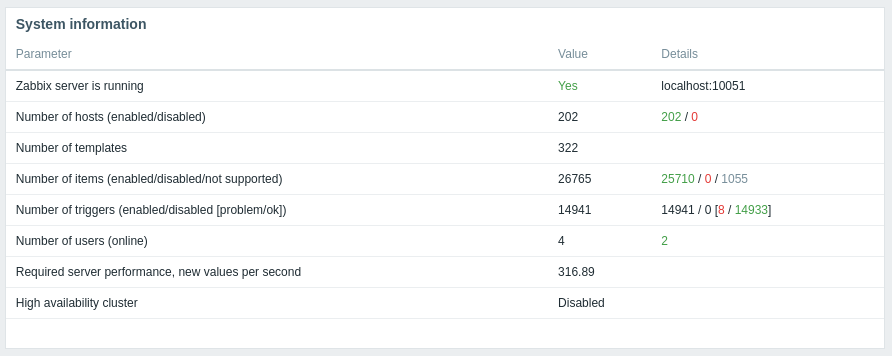 System information
Parameter Value Details
Zabbix server is running Yes localhost:10051
Number of hosts (enabled/disabled) 202 202 / 0
Number of templates 322
Number of items (enabled/disabled/not supported) 26765 25710 / 0 / 1055
Number of triggers (enabled/disabled [problem/ok]) 14941 14941 / 0 [8 / 14933]
Number of users (online) 4 2
Required server performance, new values per second 316.89
High availability cluster Disabled